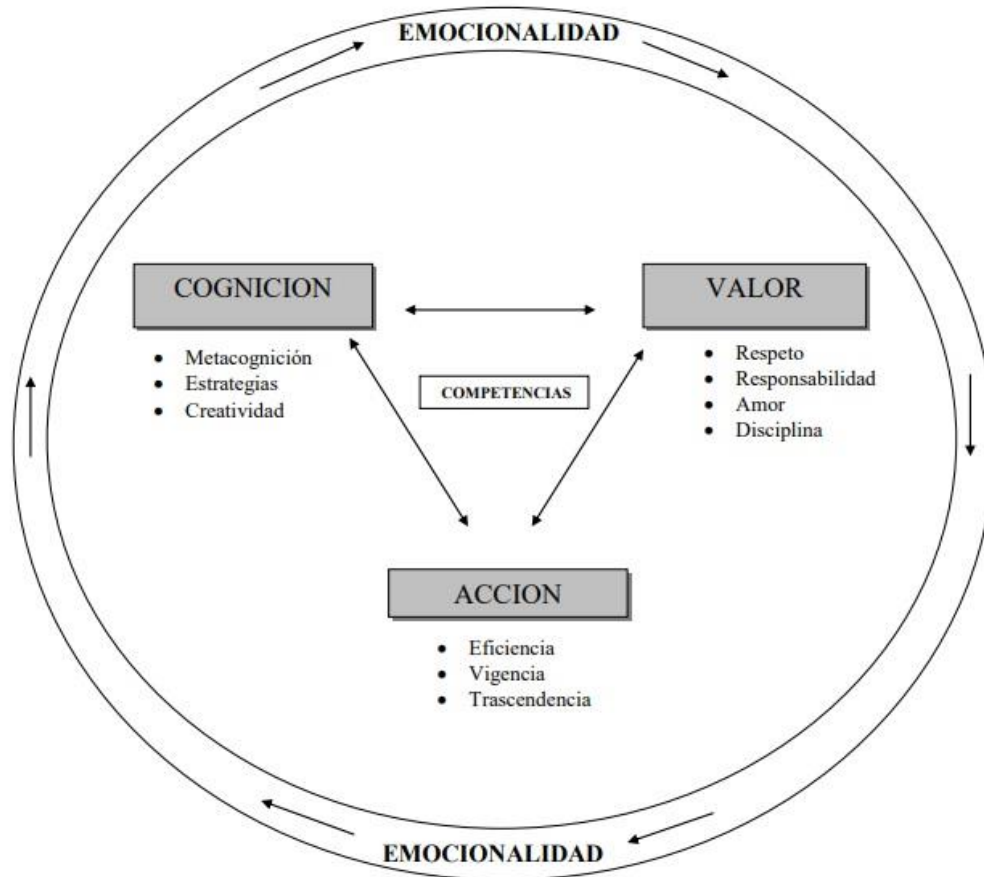 EMOCIONALIDAD
COGNICION
• Metacognición
• Estrategias
• Creatividad
VALOR
• Respeto
• Responsabilidad
• Amor
• Disciplina
COMPETENCIAS
ACCION
• Eficiencia
• Vigencia
• Trascendencia
EMOCIONALIDAD